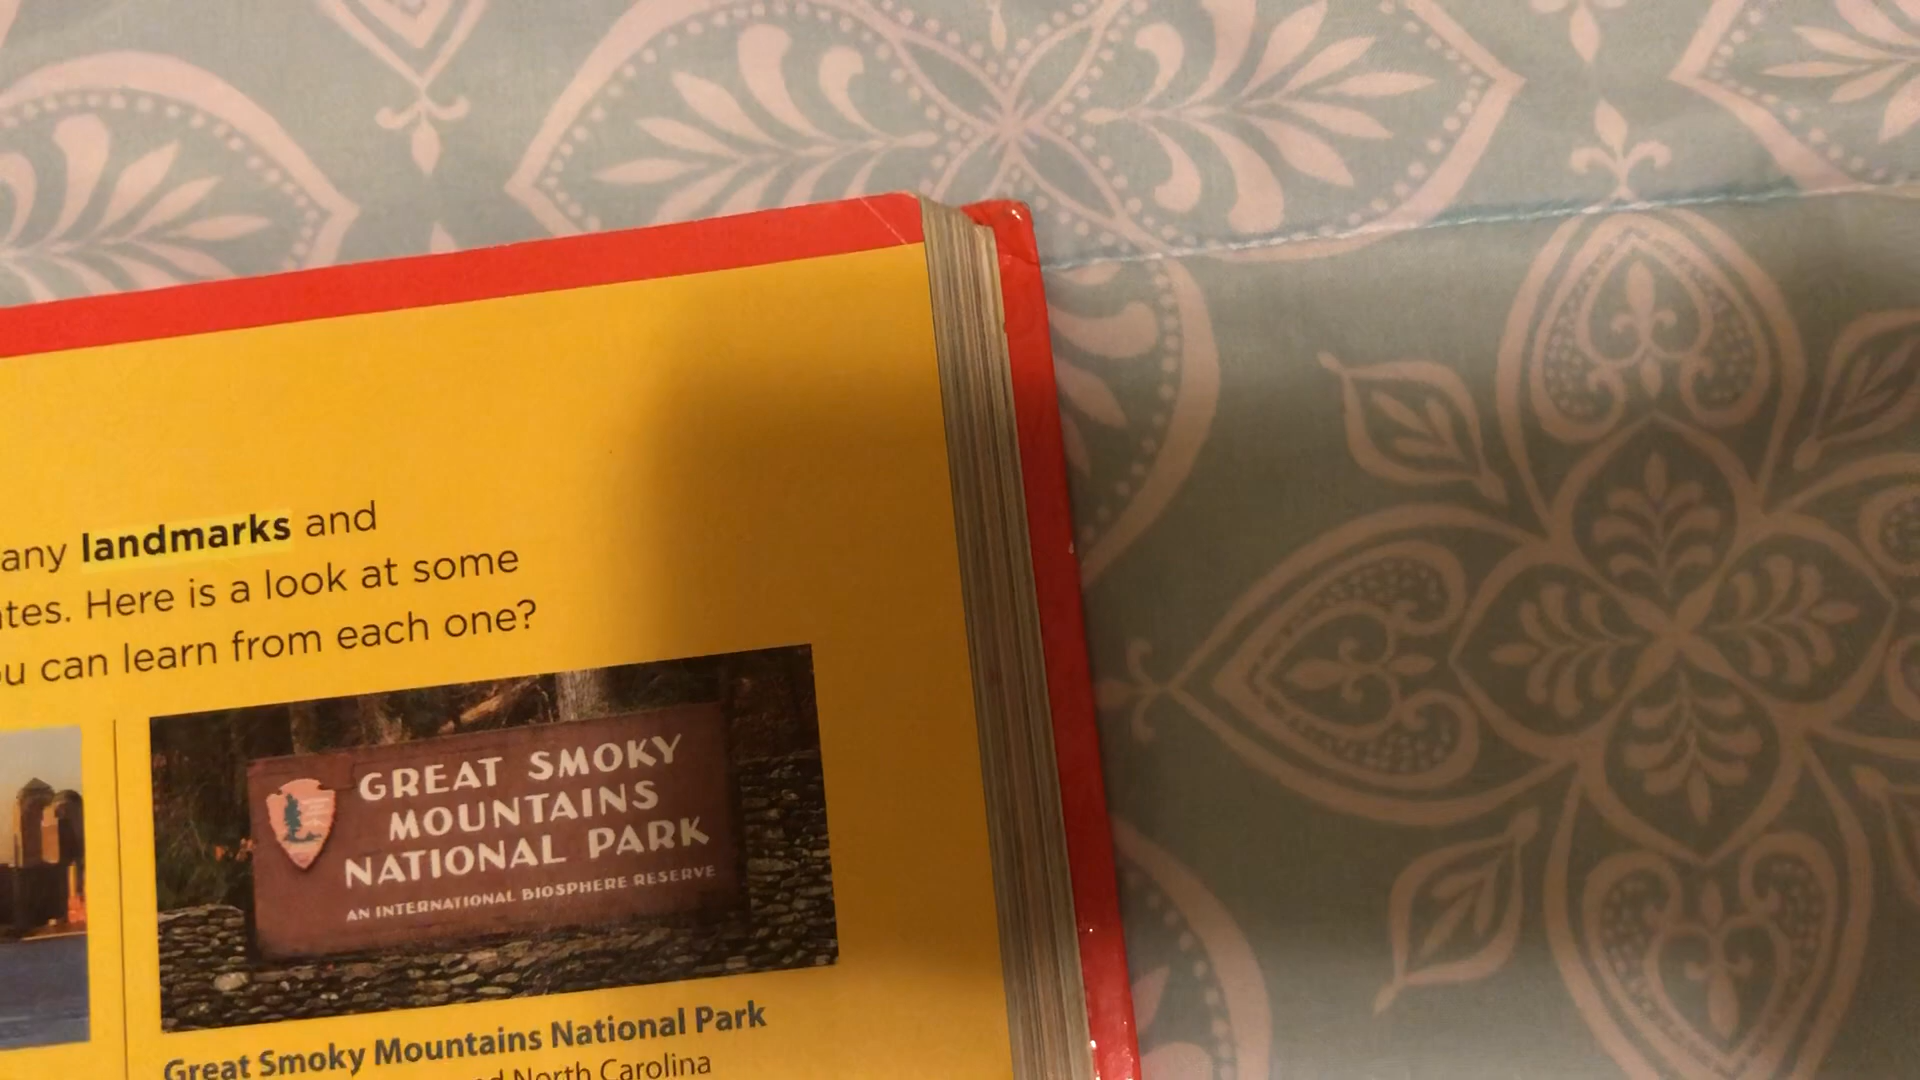 any landmarks and
tes. Here is a look at some
u can learn from each one?
GREAT SMOKY
MOUNTAINS
NATIONAL PARK
AN INTERNATIONAL BIOSPHERE RESERVE
Great Smoky Mountains National Park
North Carolina